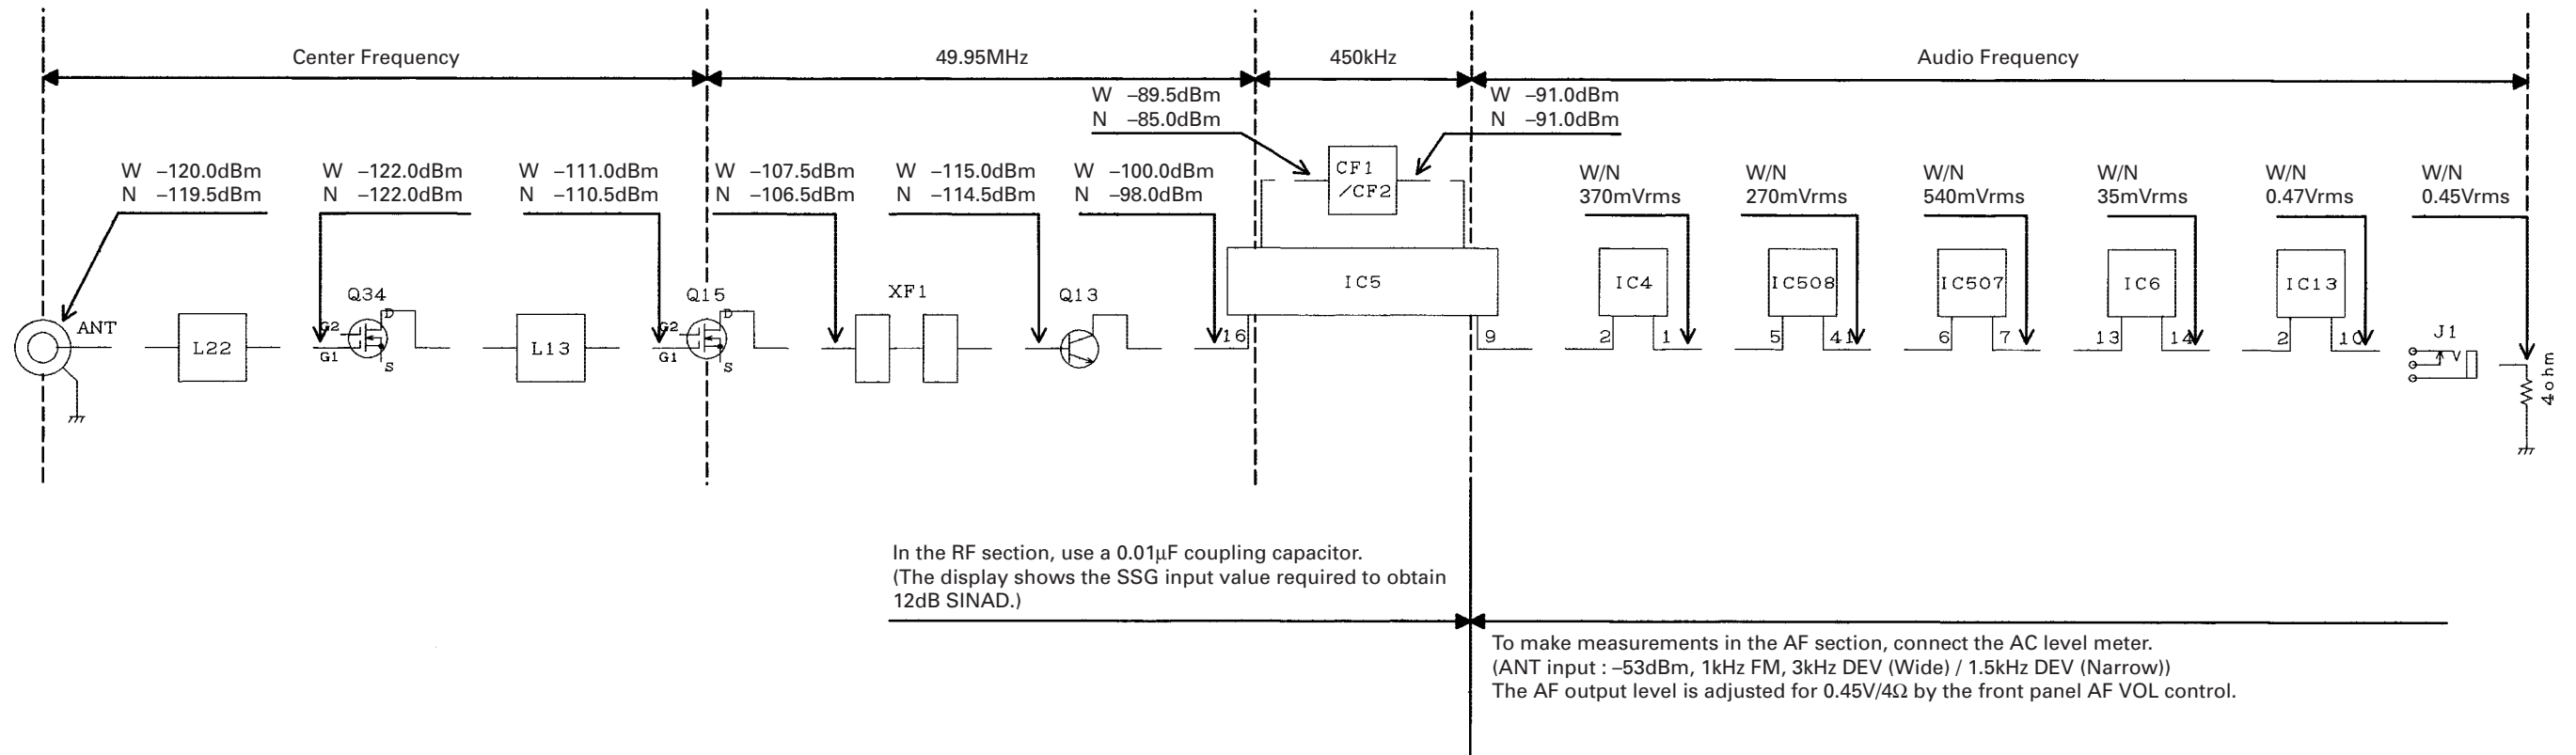 Center Frequency
49.95MHz
450kHz
Audio Frequency
W –89.5dBm
N –85.0dBm
W –91.0dBm
N –91.0dBm
W –120.0dBm
N –119.5dBm
W –122.0dBm
N –122.0dBm
W –111.0dBm
N –110.5dBm
W –107.5dBm
N –106.5dBm
W –115.0dBm
N –114.5dBm
W –100.0dBm
N –98.0dBm
CF1
/CF2
W/N
370mVrms
W/N
270mVrms
W/N
540mVrms
W/N
35mVrms
W/N
0.47Vrms
W/N
0.45Vrms
ANT
L22
Q34
G2
G1
D
S
L13
Q15
G2
G1
D
S
XF1
Q13
16
IC5
9
IC4
2
1
IC508
5
41
IC507
6
7
IC6
13
14
IC13
2
10
J1
4ohm
In the RF section, use a 0.01µF coupling capacitor.
(The display shows the SSG input value required to obtain
12dB SINAD.)
To make measurements in the AF section, connect the AC level meter.
(ANT input : –53dBm, 1kHz FM, 3kHz DEV (Wide) / 1.5kHz DEV (Narrow))
The AF output level is adjusted for 0.45V/4Ω by the front panel AF VOL control.